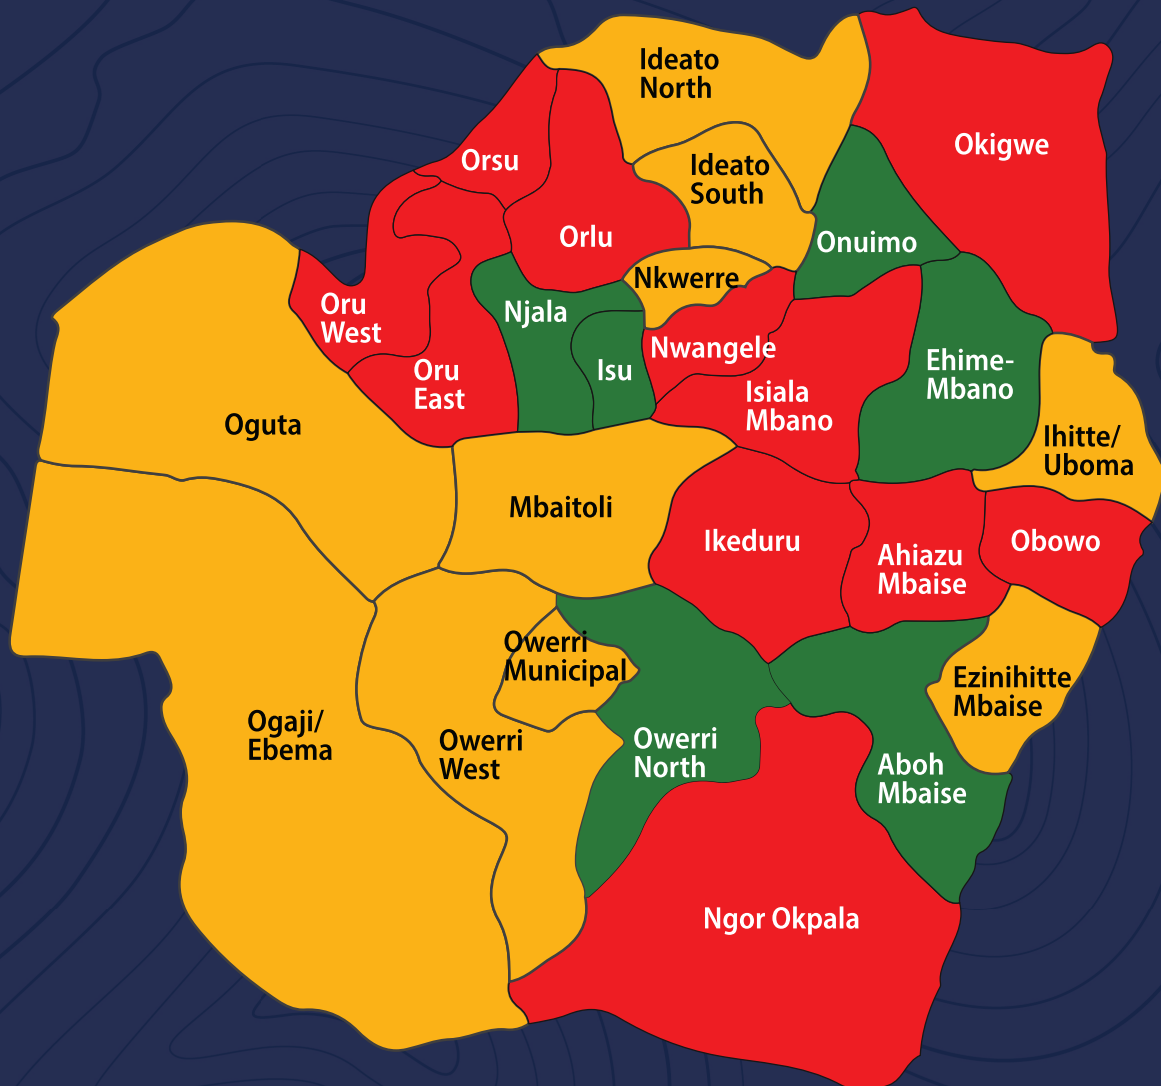 Ideato
North
Okigwe
Orsu
Ideato
South
Orlu
Onuimo
Nkwerre
Oru
West
Njala
Nwangele
Isu
Ehime-
Mbano
Oru
East
Isiala
Mbano
Oguta
Ihitte/
Uboma
Mbaitoli
Ikeduru
Ahiazu
Mbaise
Obowo
Owerri
Municipal
Ezinihitte
Mbaise
Ogaji/
Ebema
Owerri
West
Owerri
North
Aboh
Mbaise
Ngor Okpala